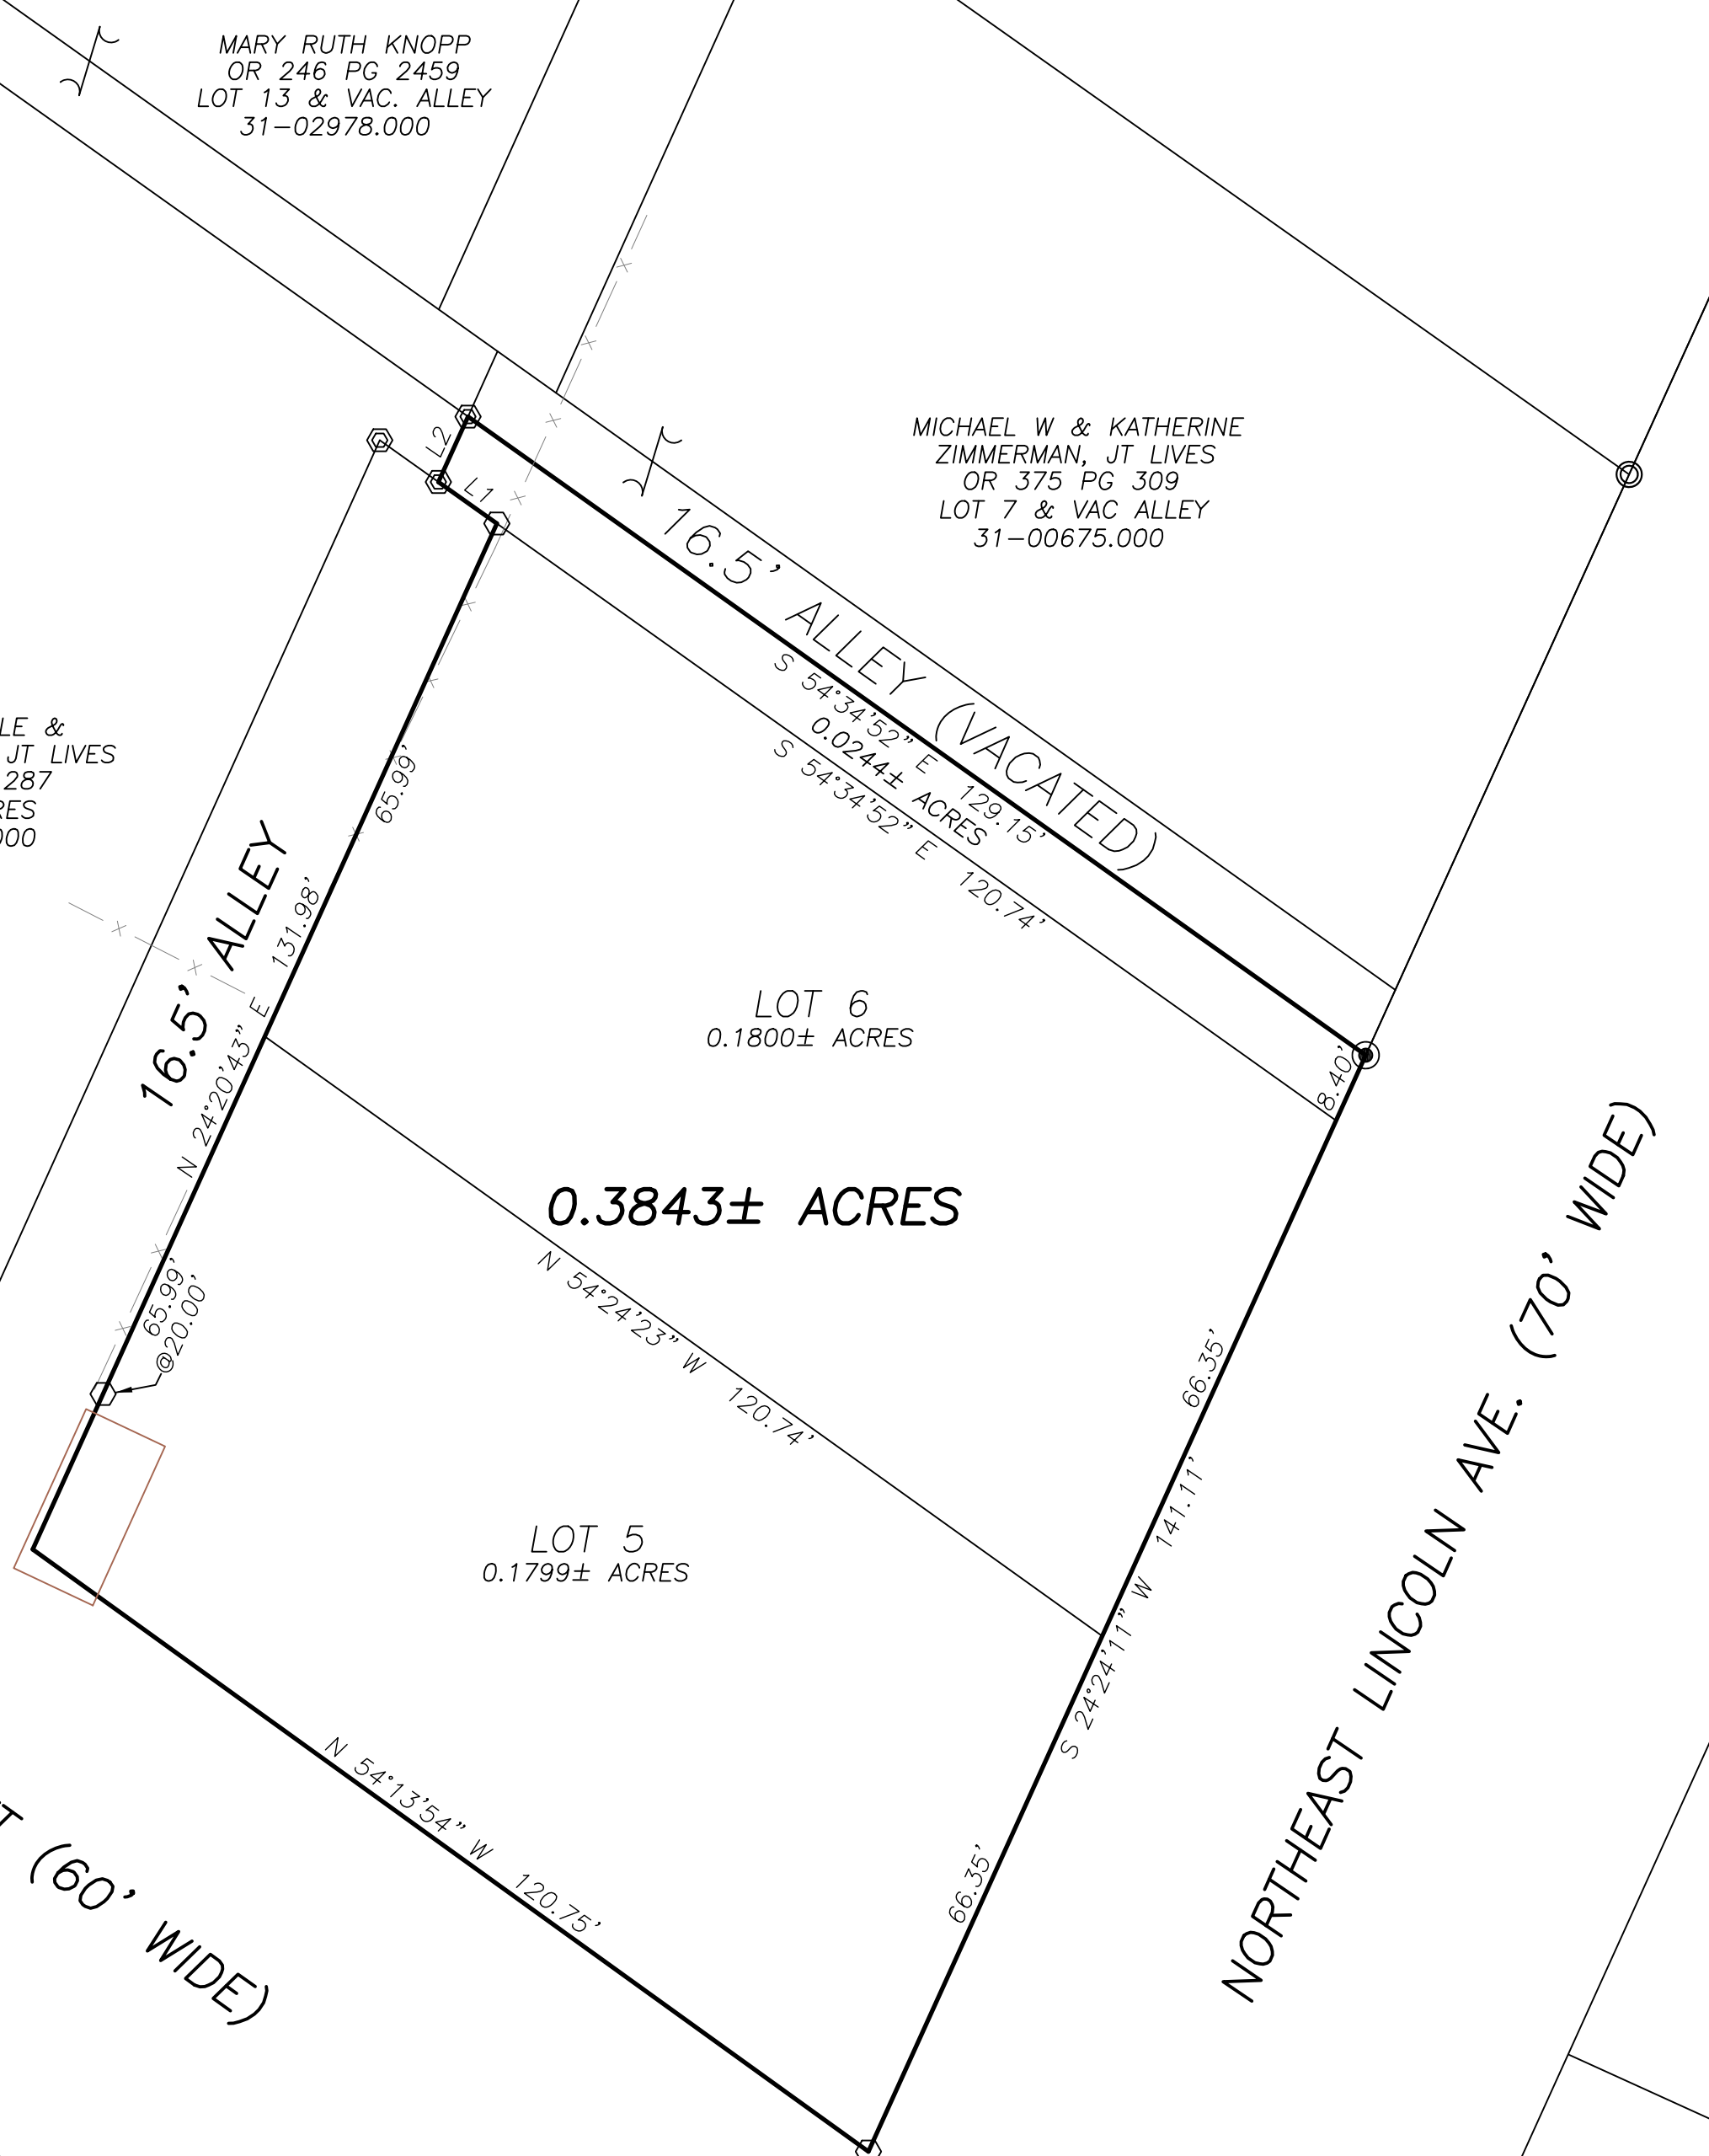 MARY RUTH KNOPP
OR 246 PG 2459
LOT 13 & VAC. ALLEY
31-02978.000
MICHAEL W & KATHERINE
ZIMMERMAN, JT LIVES
OR 375 PG 309
LOT 7 & VAC ALLEY
31-00675.000
L2
L1
16.5' ALLEY (VACATED)
S 54°34'52" E 129.15'
0.0244± ACRES
S 54°34'52" E 120.74'
LE &
JT LIVES
287
65.99'
16.5' ALLEY
N 24°20'43" E 131.98'
LOT 6
0.1800± ACRES
8.40'
0.3843± ACRES
65.99'
@20.00'
N 54°24'23" W 120.74'
66.35'
S 24°24'11" W 141.11'
NORTHEAST LINCOLN AVE. (70' WIDE)
LOT 5
0.1799± ACRES
N 54°13'54" W 120.75'
66.35'
(60' WIDE)